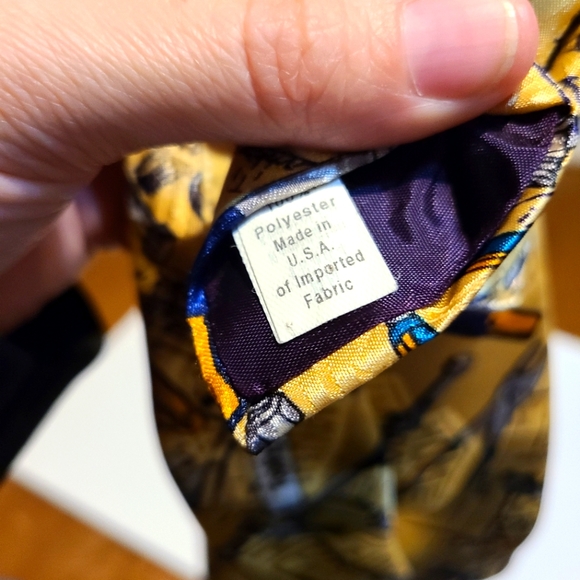 Polyester
Made in
U.S.A.
of Imported
Fabric